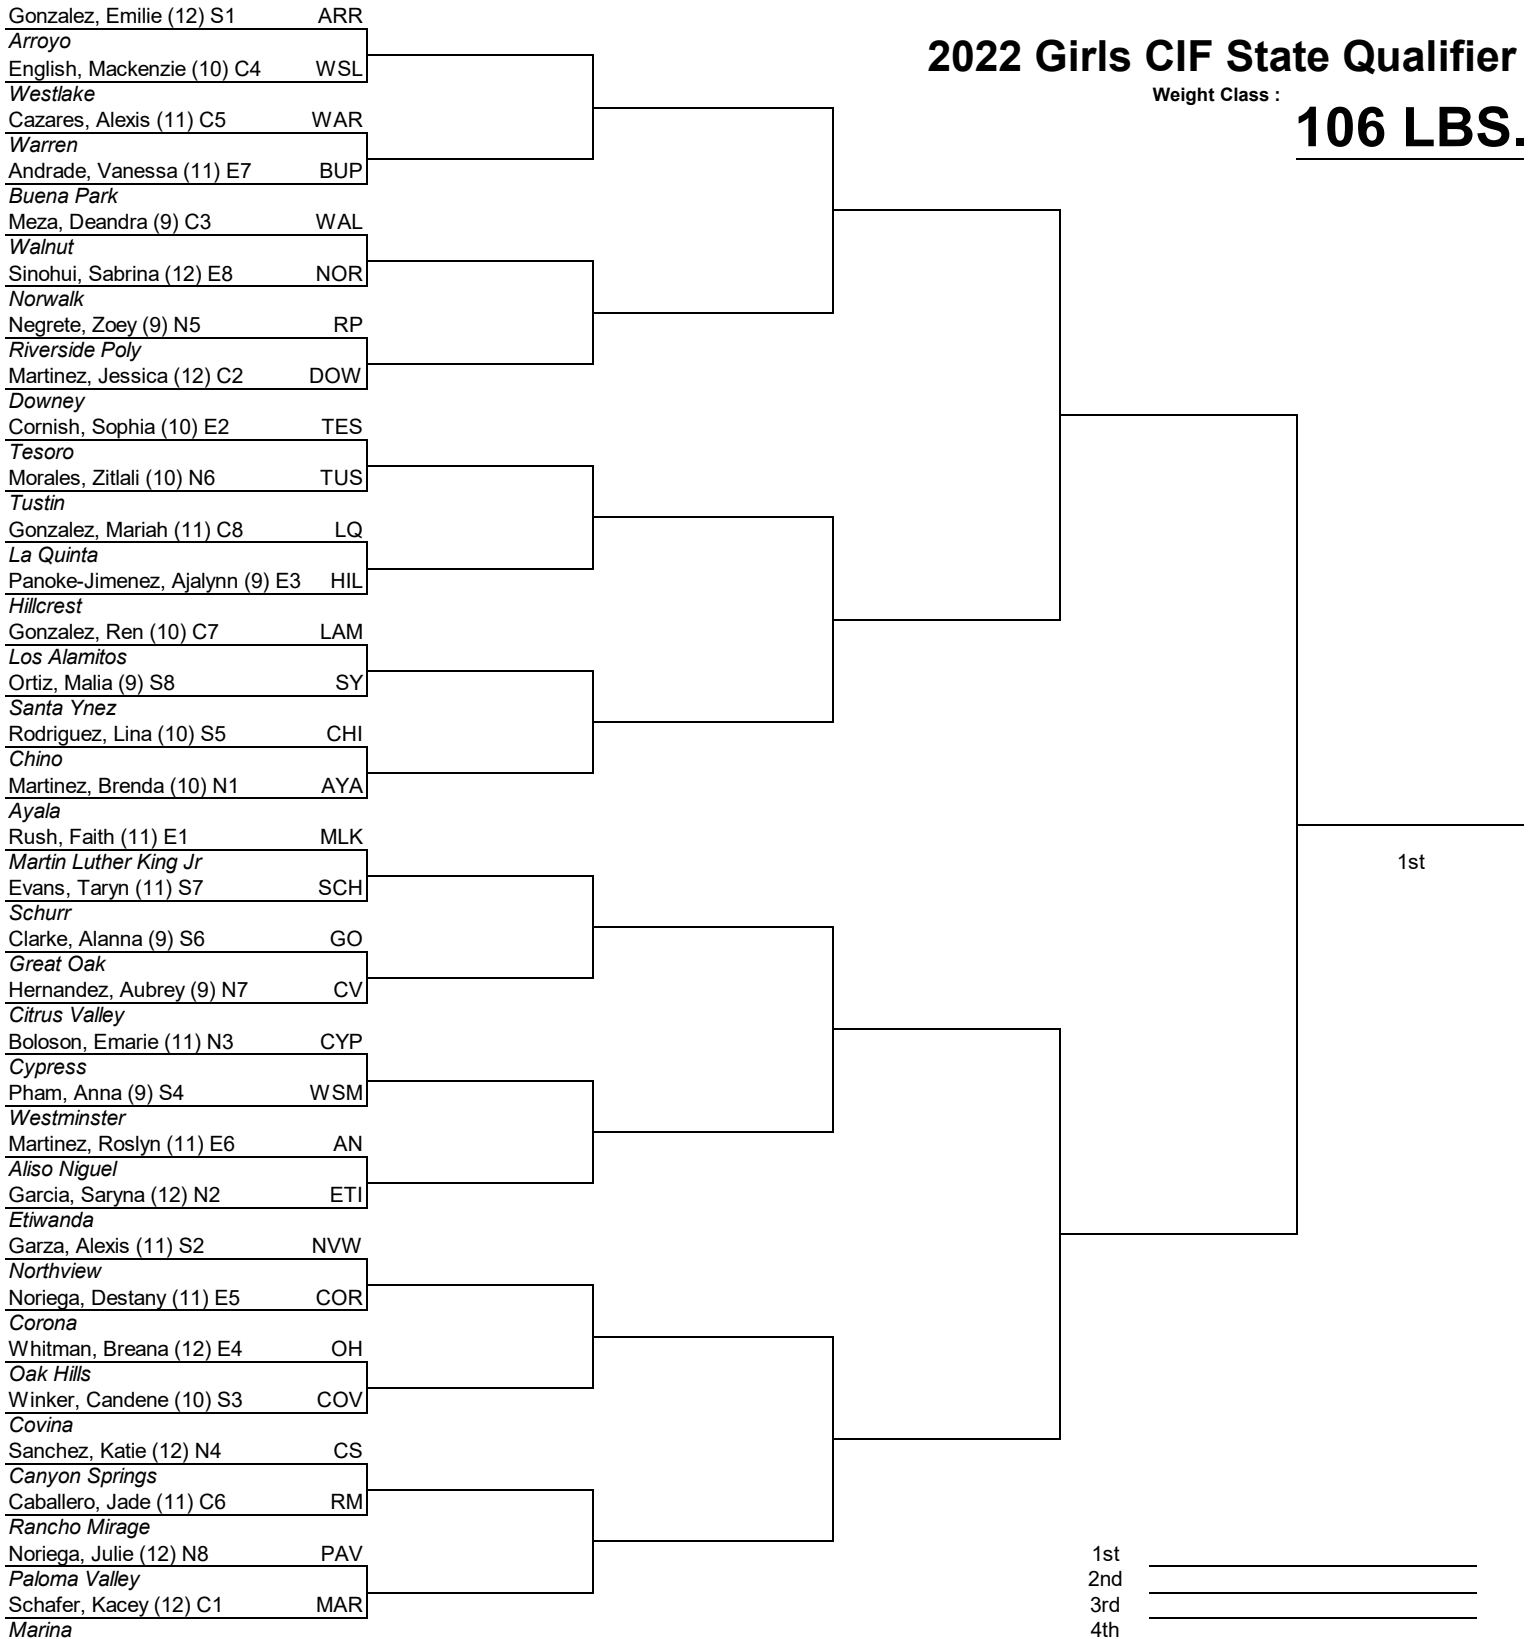 Gonzalez, Emilie (12) S1 ARR
Arroyo
2022 Girls CIF State Qualifier
English, Mackenzie (10) C4 WSL
Westlake
Weight Class :
106 LBS.
Cazares, Alexis (11) C5 WAR
Warren
Andrade, Vanessa (11) E7 BUP
Buena Park
Meza, Deandra (9) C3 WAL
Walnut
Sinohui, Sabrina (12) E8 NOR
Norwalk
Negrete, Zoey (9) N5 RP
Riverside Poly
Martinez, Jessica (12) C2 DOW
Downey
Cornish, Sophia (10) E2 TES
Tesoro
Morales, Zitlali (10) N6 TUS
Tustin
Gonzalez, Mariah (11) C8 LQ
La Quinta
Panoke-Jimenez, Ajalynn (9) E3 HIL
Hillcrest
Gonzalez, Ren (10) C7 LAM
Los Alamitos
Ortiz, Malia (9) S8 SY
Santa Ynez
Rodriguez, Lina (10) S5 CHI
Chino
Martinez, Brenda (10) N1 AYA
Ayala
Rush, Faith (11) E1 MLK
Martin Luther King Jr
1st
Evans, Taryn (11) S7 SCH
Schurr
Clarke, Alanna (9) S6 GO
Great Oak
Hernandez, Aubrey (9) N7 CV
Citrus Valley
Boloson, Emarie (11) N3 CYP
Cypress
Pham, Anna (9) S4 WSM
Westminster
Martinez, Roslyn (11) E6 AN
Aliso Niguel
Garcia, Saryna (12) N2 ETI
Etiwanda
Garza, Alexis (11) S2 NVW
Northview
Noriega, Destany (11) E5 COR
Corona
Whitman, Breana (12) E4 OH
Oak Hills
Winker, Candene (10) S3 COV
Covina
Sanchez, Katie (12) N4 CS
Canyon Springs
Caballero, Jade (11) C6 RM
Rancho Mirage
Noriega, Julie (12) N8 PAV
Paloma Valley
Schafer, Kacey (12) C1 MAR
Marina
1st
2nd
3rd
4th